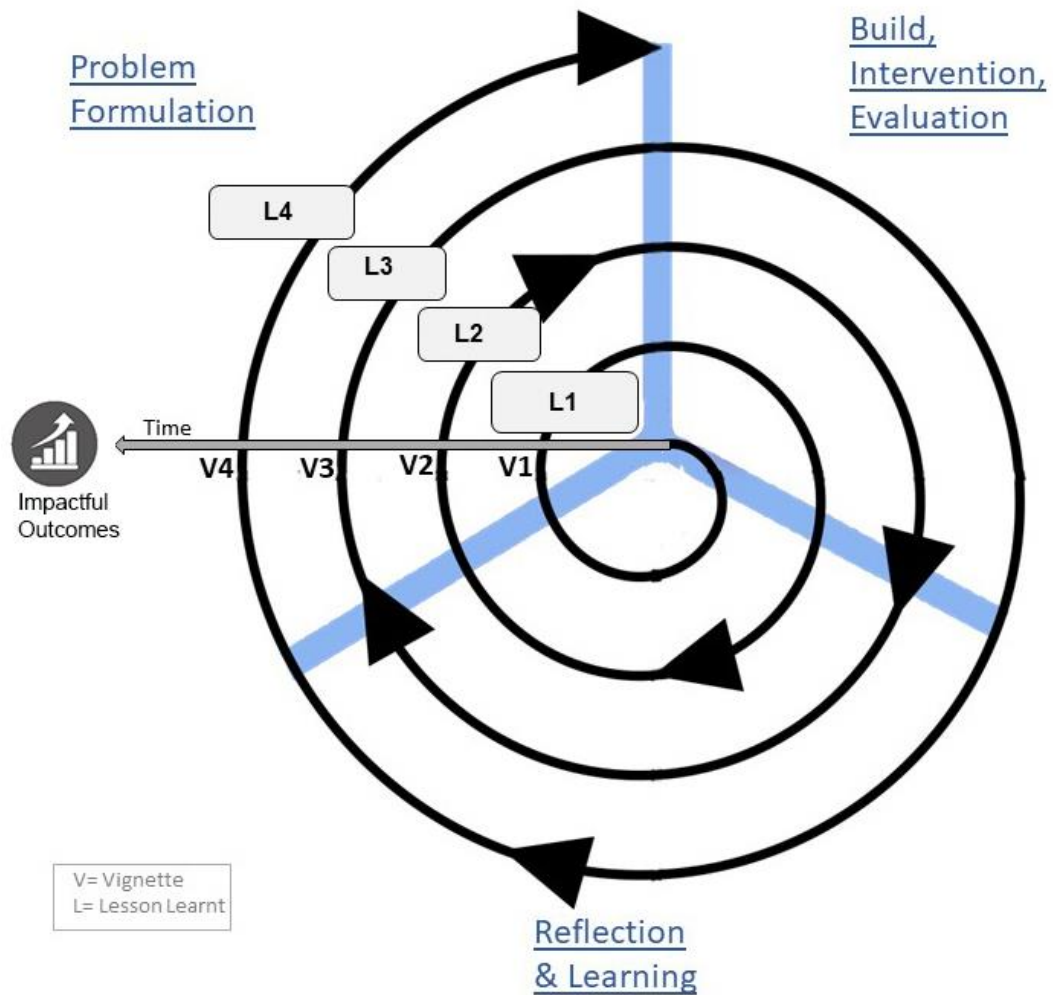 Problem
Formulation
Build,
Intervention,
Evaluation
L4
L3
L2
L1
Time
V4
V3
V2
V1
Impactful
Outcomes
V= Vignette
L= Lesson Learnt
Reflection
& Learning